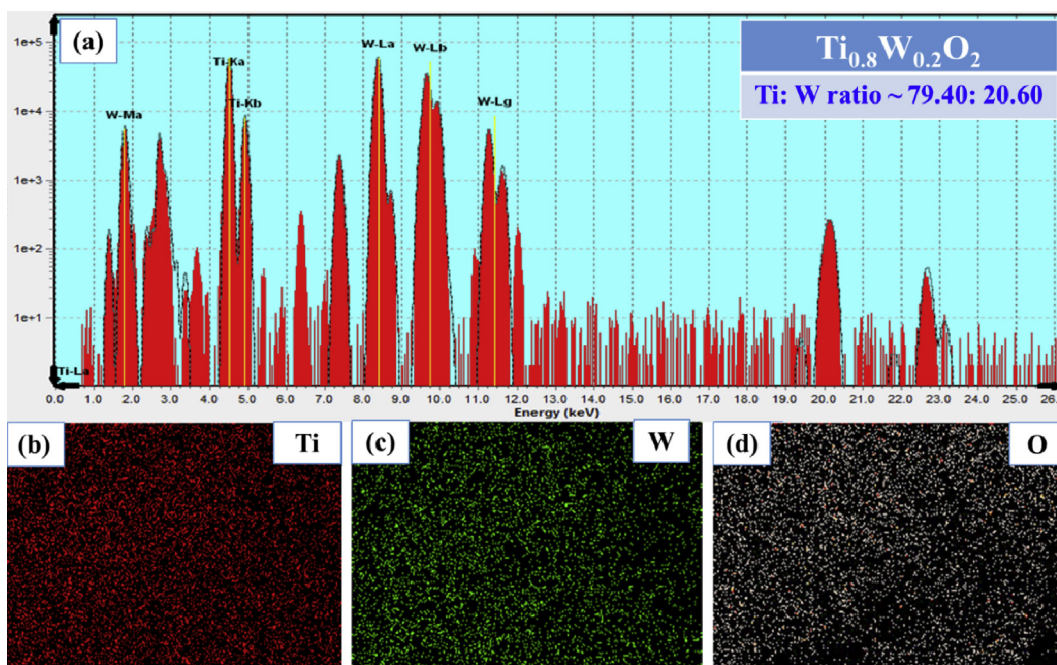 (a)
1e+5
1e+4
1e+3
1e+2
1e+1
W-Ma
Ti-Ka
Ti-Kb
W-La
W-Lb
W-Lg
Ti-La
Ti₀.₈W₀.₂O₂
Ti: W ratio ~ 79.40: 20.60
0.0 1.0 2.0 3.0 4.0 5.0 6.0 7.0 8.0 9.0 10.0 11.0 12.0 13.0 14.0 15.0 16.0 17.0 18.0 19.0 20.0 21.0 22.0 23.0 24.0 25.0 26.
Energy (keV)
(b) Ti
(c) W
(d) O